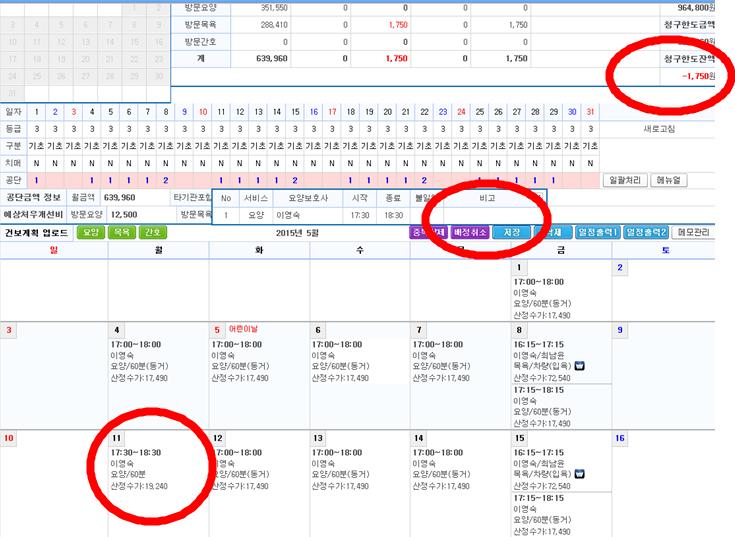 방문요양 351,550 0 0 0 964,800원
1 2
3 4 5 6 7 8 9
방문목욕 288,410 0 1,750 1,750 청구한도금액
10 11 12 13 14 15 16
방문간호 0 0 0 0
17 18 19 20 21 22 23
계 639,960 0 1,750 1,750 청구한도잔액
24 25 26 27 28 29 30
-1,750원
31
일자 1 2 3 4 5 6 7 8 9 10 11 12 13 14 15 16 17 18 19 20 21 22 23 24 25 26 27 28 29 30 31
등급 3 3 3 3 3 3 3 3 3 3 3 3 3 3 3 3 3 3 3 3 3 3 3 3 3 3 3 3 3 3 3 새로고침
구분 기초 기초 기초 기초 기초 기초 기초 기초 기초 기초 기초 기초 기초 기초 기초 기초 기초 기초 기초 기초 기초 기초 기초 기초 기초 기초 기초 기초 기초 기초 기초
치매 N N N N N N N N N N N N N N N N N N N N N N N N N N N N N N N
공단 1 1 1 1 1 2 1 1 1 1 2 1 1 1 1 2 1 1 1 1 1 일괄처리 메뉴얼
공단금액 정보 월금액 639,960 타기관포함 No 서비스 요양보호사 시작 종료 불일 비고
예상처우개선비 방문요양 12,500 방문목욕 1 요양 이영숙 17:30 18:30
건보계획 업로드 요양 목욕 간호 2015년 5월 배정취소 저장 일정출력1 일정출력2 메모관리
일 월 화 수 금 토
1 2
17:00~18:00
이영숙
요양/60분(동거)
산정수가:17,490
3 4 5 어린이날 6 7 8 9
17:00~18:00 17:00~18:00 17:00~18:00 17:00~18:00 16:15~17:15
이영숙 이영숙 이영숙 이영숙 이영숙/최남윤
요양/60분(동거) 요양/60분(동거) 요양/60분(동거) 요양/60분(동거) 목욕/차량(입욕)
산정수가:17,490 산정수가:17,490 산정수가:17,490 산정수가:17,490 산정수가:72,540
17:15~18:15
이영숙
요양/60분(동거)
산정수가:17,490
10 11 12 13 14 15 16
17:30~18:30 17:00~18:00 17:00~18:00 17:00~18:00 16:15~17:15
이영숙 이영숙 이영숙 이영숙 이영숙/최남윤
요양/60분 요양/60분(동거) 요양/60분(동거) 요양/60분(동거) 목욕/차량(입욕)
산정수가:19,240 산정수가:17,490 산정수가:17,490 산정수가:17,490 산정수가:72,540
17:15~18:15
이영숙
요양/60분(동거)
산정수가:17,490